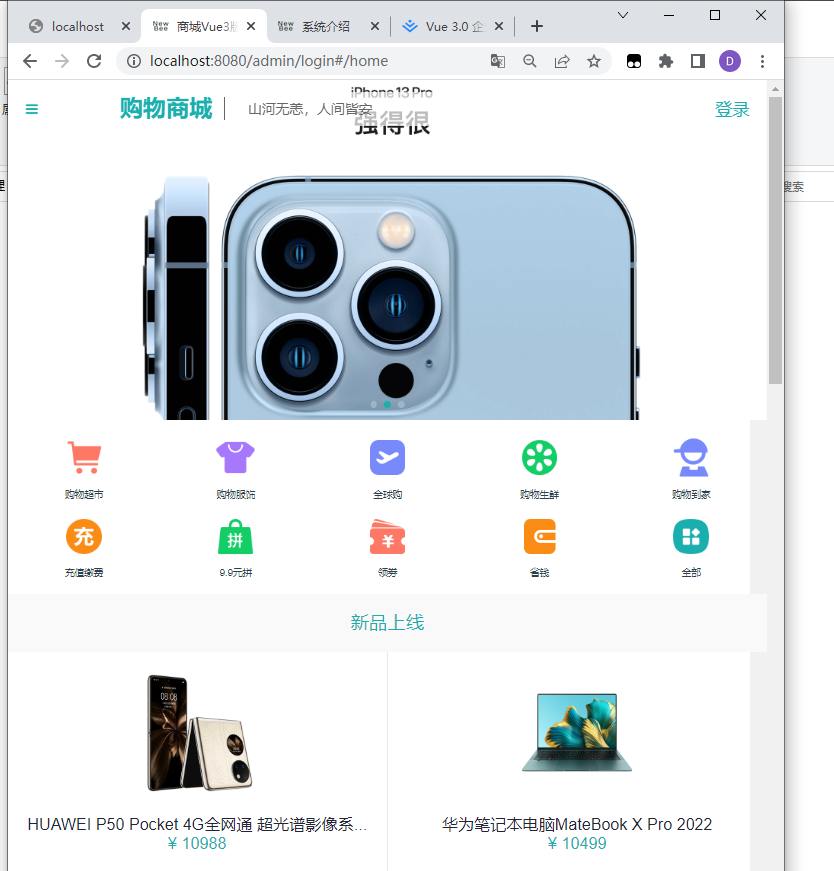 localhost
New Bee 商城Vue3版
New Bee 系统介绍
Vue 3.0 企
localhost:8080/admin/login#/home
D
iPhone 13 Pro
购物商城
山河无恙，人间皆安
登录
强得很
搜索
购物超市
购物服饰
全球购
购物生鲜
购物到家
充
拼
¥
充值缴费
9.9元拼
领券
省钱
全部
新品上线
08|08
HUAWEI P50 Pocket 4G全网通 超光谱影像系...
华为笔记本电脑MateBook X Pro 2022
¥ 10988
¥ 10499